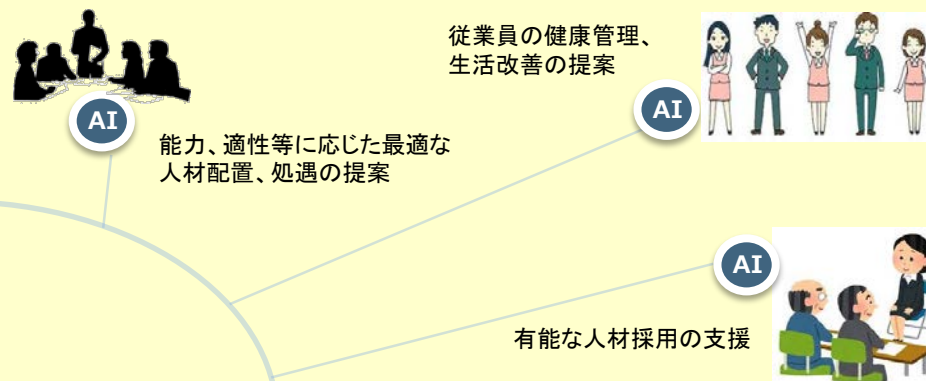 従業員の健康管理、
生活改善の提案
AI
AI
能力、適性等に応じた最適な
人材配置、処遇の提案
AI
有能な人材採用の支援